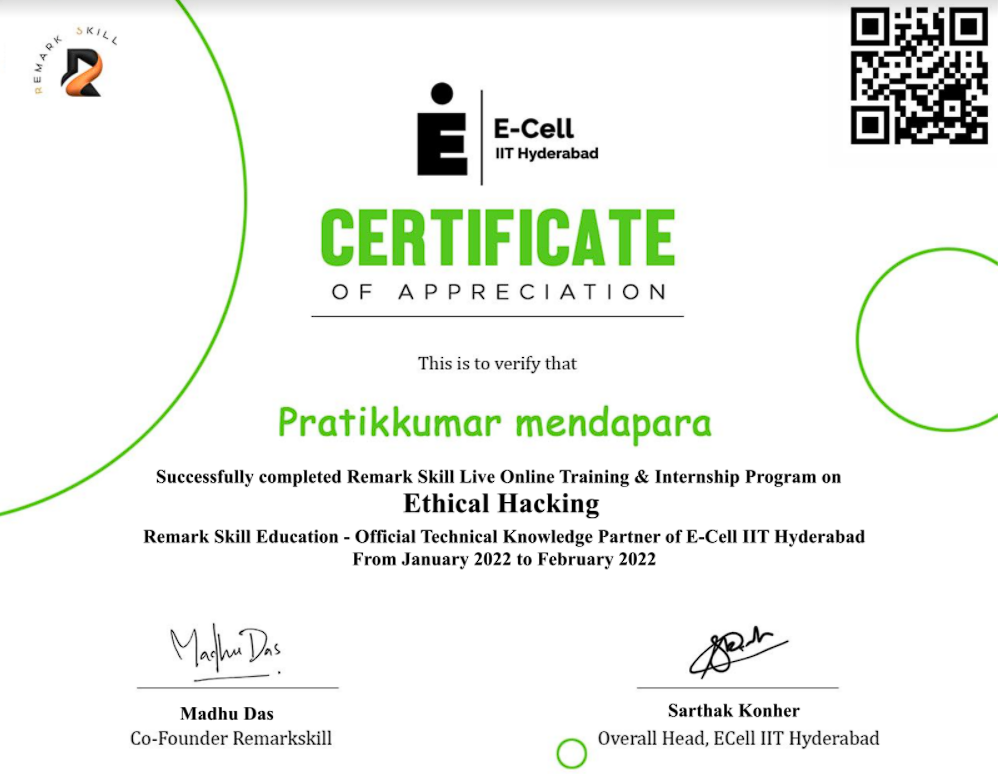 REMARK SKILL
E-Cell
IIT Hyderabad
CERTIFICATE
OF APPRECIATION
This is to verify that
Pratikkumar mendapara
Successfully completed Remark Skill Live Online Training & Internship Program on
Ethical Hacking
Remark Skill Education - Official Technical Knowledge Partner of E-Cell IIT Hyderabad
From January 2022 to February 2022
Madhu Das
Madhu Das
Co-Founder Remarkskill
Sarthak Konher
Overall Head, ECell IIT Hyderabad